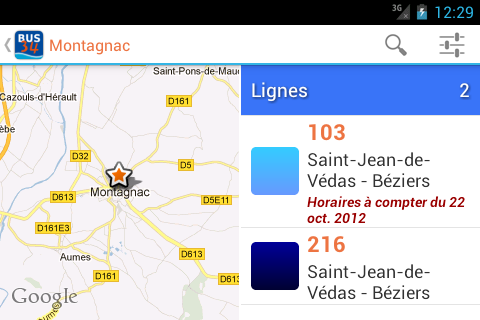 3G
12:29
BUS
34
Montagnac
Saint-Pons-de-Mauc
Cazouls-d'Hérault
D161
D32
D5
D613
Montagnac
D5E11
D161E3
D613
Aumes
D161
D613
Google
Lignes
2
103
Saint-Jean-de-
Védas - Béziers
Horaires à compter du 22
oct. 2012
216
Saint-Jean-de-
Védas - Béziers